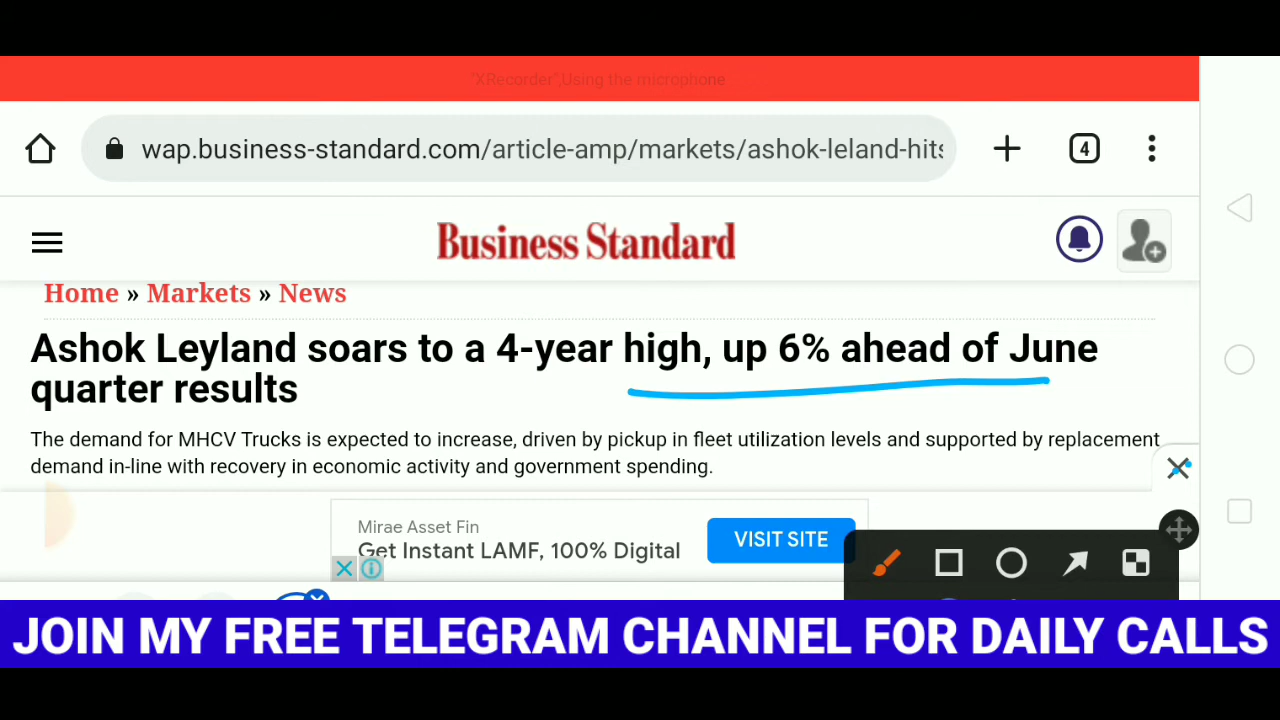 "XRecorder",Using the microphone
wap.business-standard.com/article-amp/markets/ashok-leland-hits
4
Business Standard
Home » Markets » News
Ashok Leyland soars to a 4-year high, up 6% ahead of June
quarter results
The demand for MHCV Trucks is expected to increase, driven by pickup in fleet utilization levels and supported by replacement
demand in-line with recovery in economic activity and government spending.
Mirae Asset Fin
Get Instant LAMF, 100% Digital
VISIT SITE
JOIN MY FREE TELEGRAM CHANNEL FOR DAILY CALLS